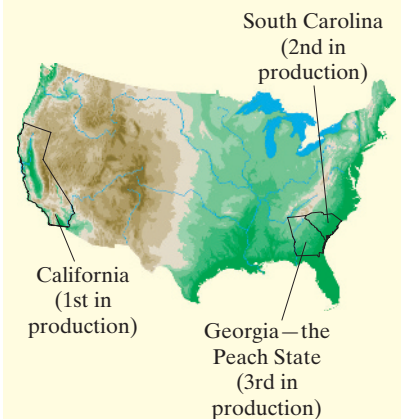 South Carolina
(2nd in
production)
California
(1st in
production)
Georgia—the
Peach State
(3rd in
production)